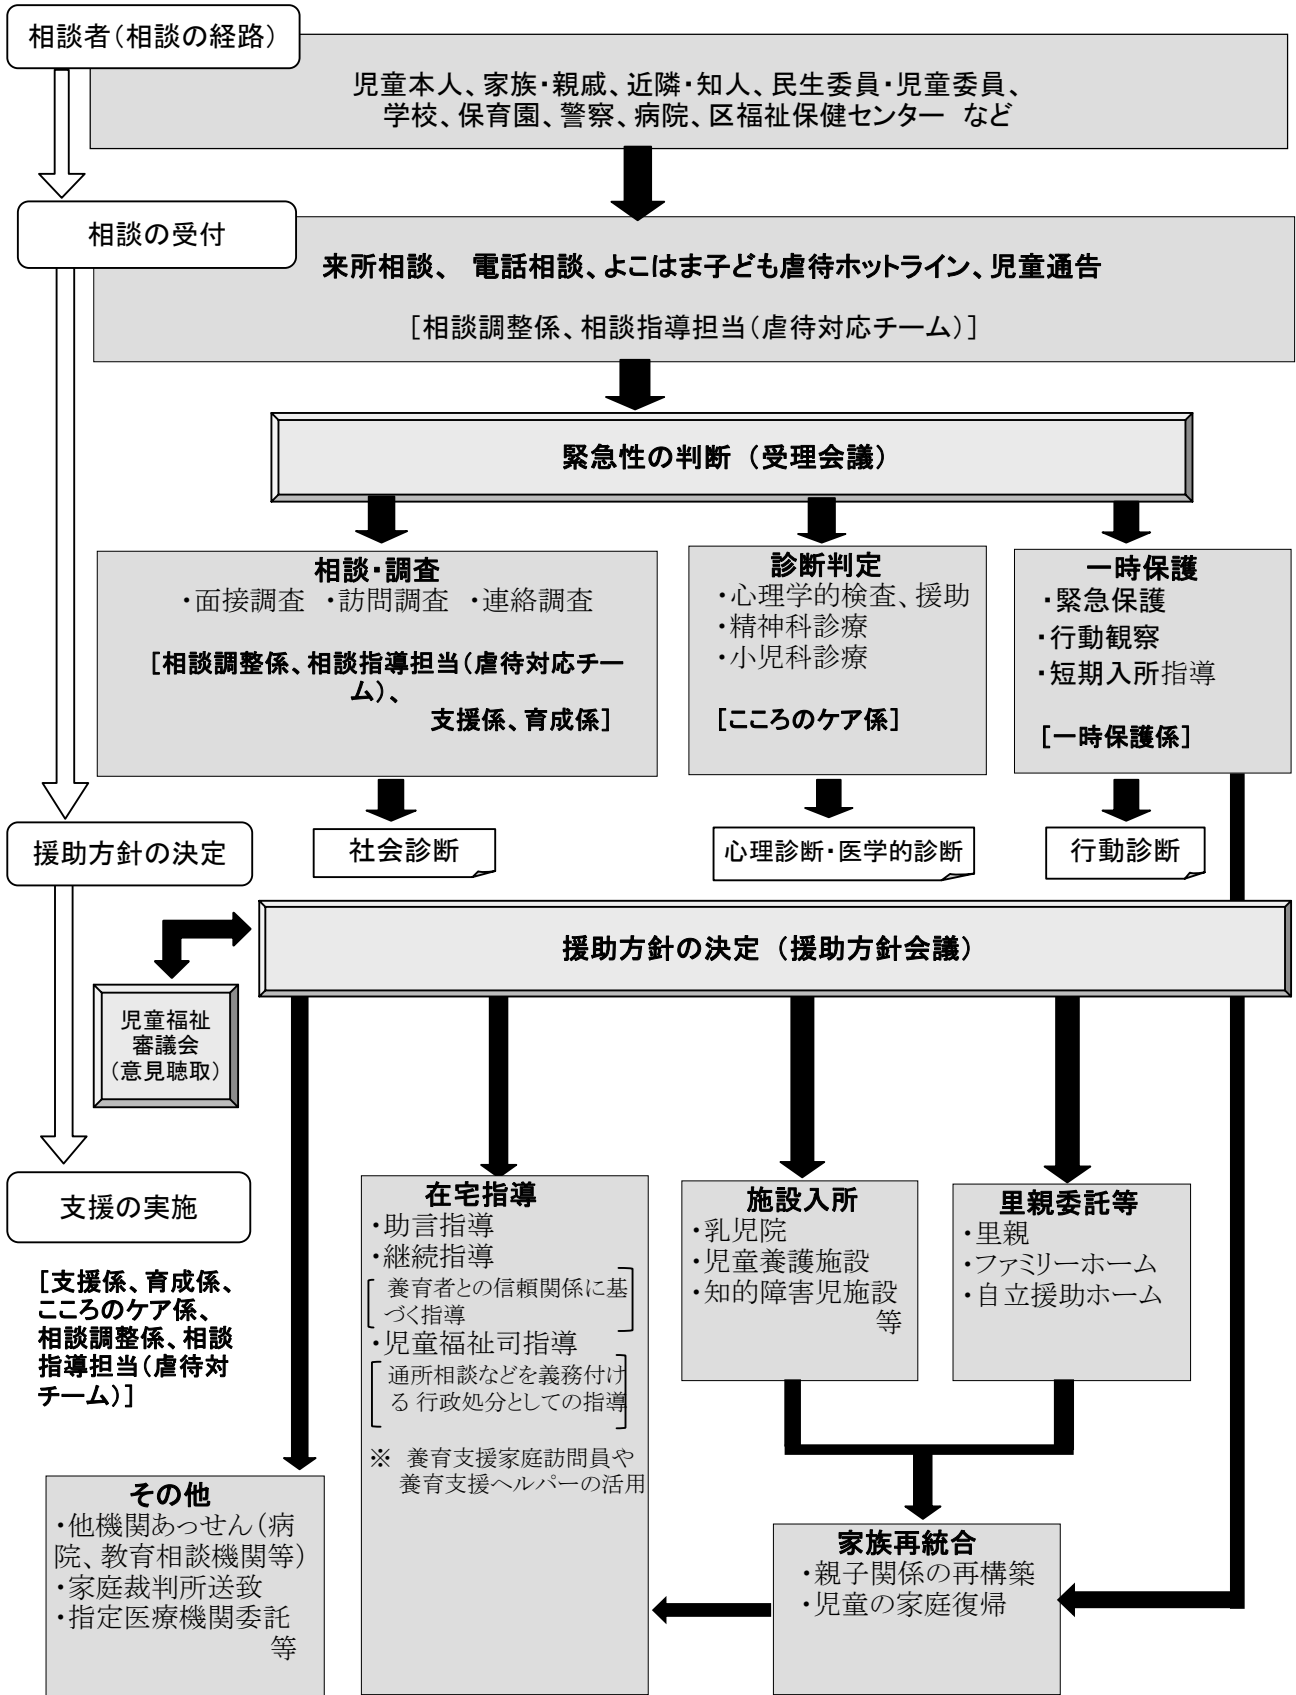 相談者（相談の経路）
児童本人、家族・親戚、近隣・知人、民生委員・児童委員、
学校、保育園、警察、病院、区福祉保健センター など
相談の受付
来所相談、 電話相談、よこはま子ども虐待ホットライン、児童通告
［相談調整係、相談指導担当（虐待対応チーム）］
緊急性の判断 （受理会議）
相談・調査
・面接調査 ・訪問調査 ・連絡調査
［相談調整係、相談指導担当（虐待対応チー
ム）、
支援係、育成係］
診断判定
・心理学的検査、援助
・精神科診療
・小児科診療
［こころのケア係］
一時保護
・緊急保護
・行動観察
・短期入所指導
［一時保護係］
援助方針の決定
社会診断
心理診断・医学的診断
行動診断
援助方針の決定 （援助方針会議）
児童福祉
審議会
（意見聴取）
支援の実施
［支援係、育成係、
こころのケア係、
相談調整係、相談
指導担当（虐待対
チーム）］
在宅指導
・助言指導
・継続指導
養育者との信頼関係に基
づく指導
・児童福祉司指導
通所相談などを義務付け
る 行政処分としての指導
※ 養育支援家庭訪問員や
養育支援ヘルパーの活用
施設入所
・乳児院
・児童養護施設
・知的障害児施設
等
里親委託等
・里親
・ファミリーホーム
・自立援助ホーム
その他
・他機関あっせん（病
院、教育相談機関等）
・家庭裁判所送致
・指定医療機関委託
等
家族再統合
・親子関係の再構築
・児童の家庭復帰